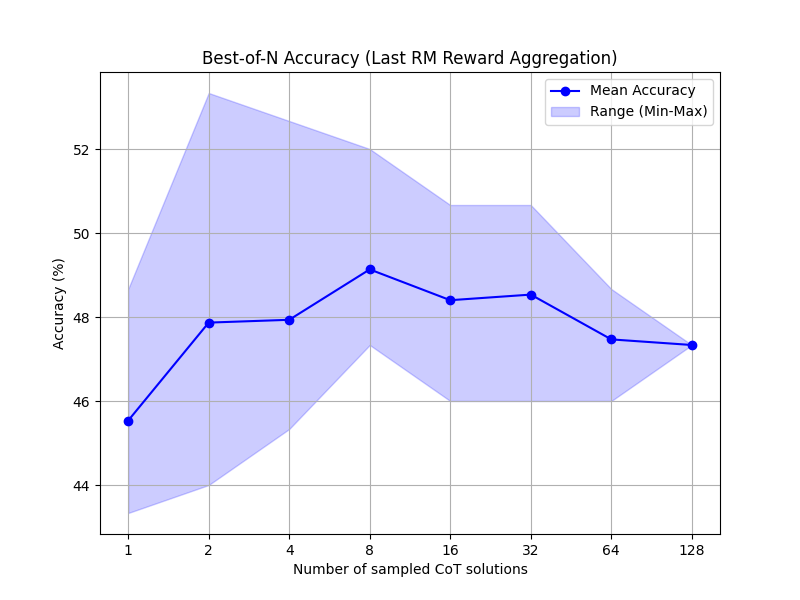 Best-of-N Accuracy (Last RM Reward Aggregation)
Mean Accuracy
Range (Min-Max)
Accuracy (%)
52
50
48
46
44
1 2 4 8 16 32 64 128
Number of sampled CoT solutions